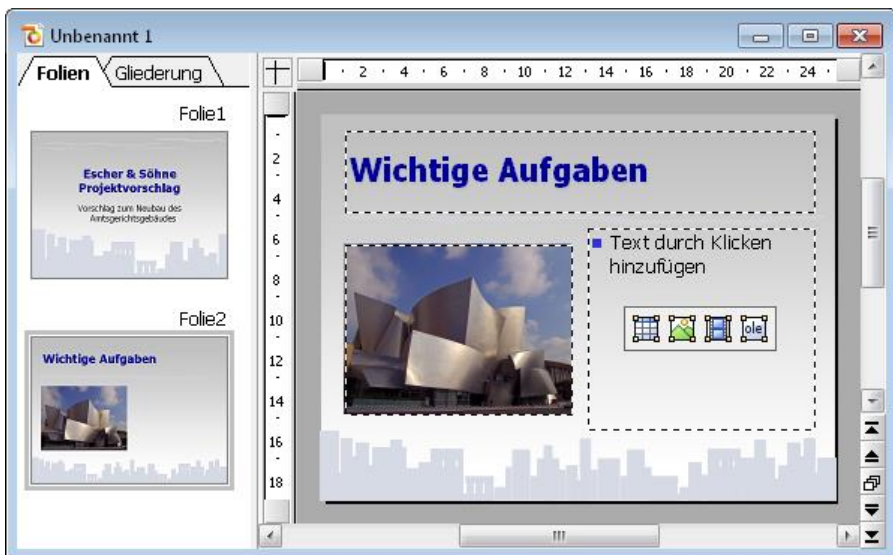 Unbenannt 1
Folien Gliederung
Folie1
Escher & Söhne
Projektvorschlag
Vorschlag zum Neubau des
Amtsgerichtsgebäudes
Folie2
Wichtige Aufgaben
2 4 6 8 10 12 14 16 18 20 22 24
2
4
6
8
10
12
14
16
18
Wichtige Aufgaben
Text durch Klicken
hinzufügen
ole